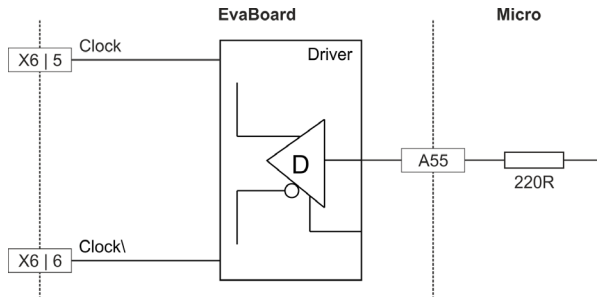 EvaBoard
Micro
X6 | 5
Clock
Driver
D
A55
220R
X6 | 6
Clock\